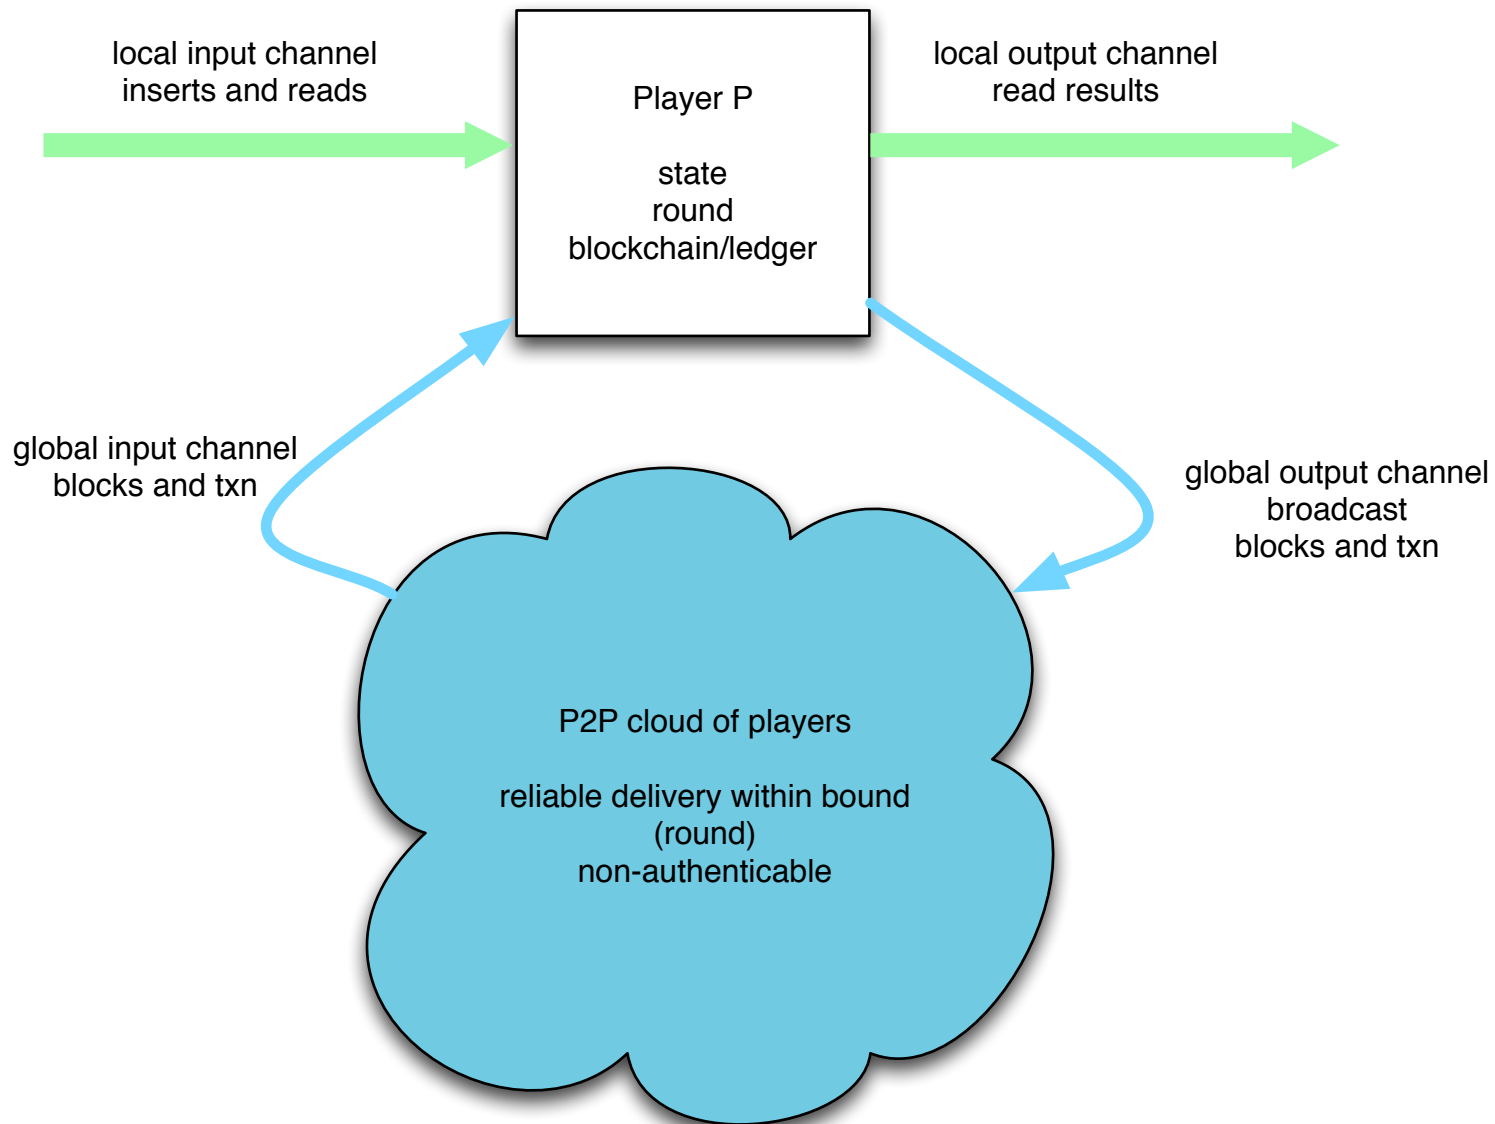 local input channel
inserts and reads
Player P
state
round
blockchain/ledger
local output channel
read results
global input channel
blocks and txn
global output channel
broadcast
blocks and txn
P2P cloud of players
reliable delivery within bound
(round)
non-authenticable